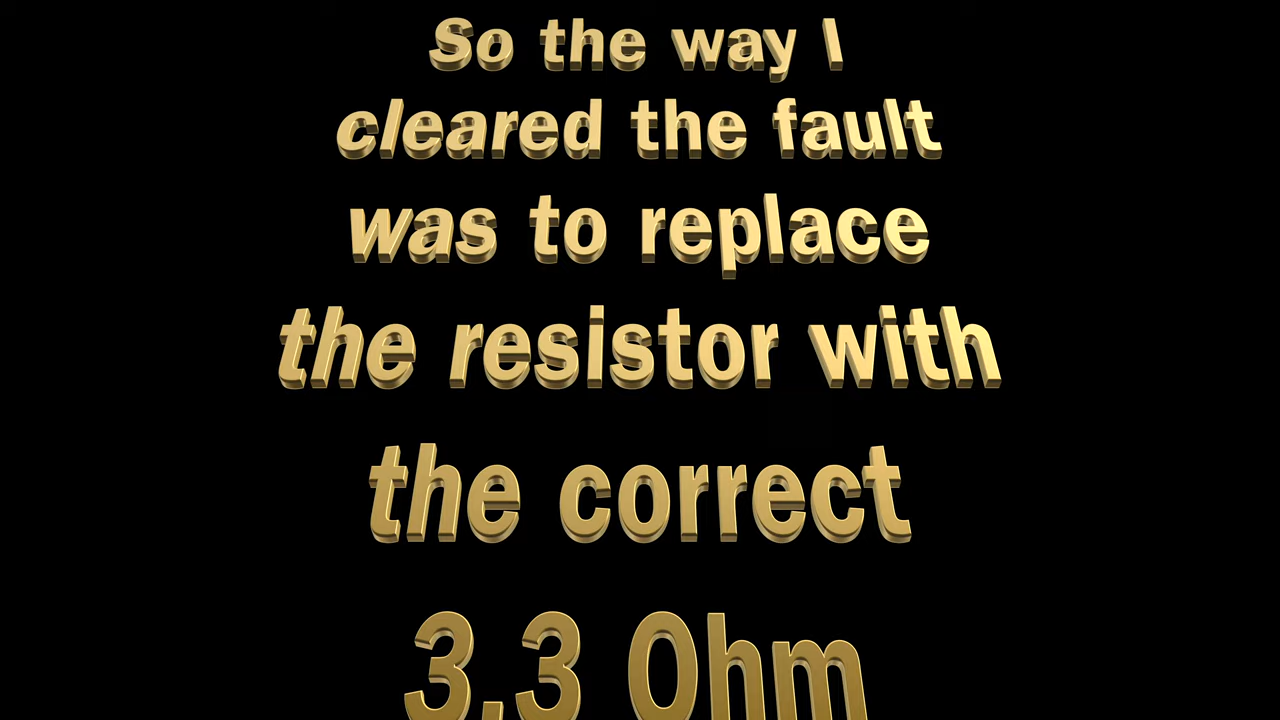 So the way I
cleared the fault
was to replace
the resistor with
the correct
3.3 Ohm